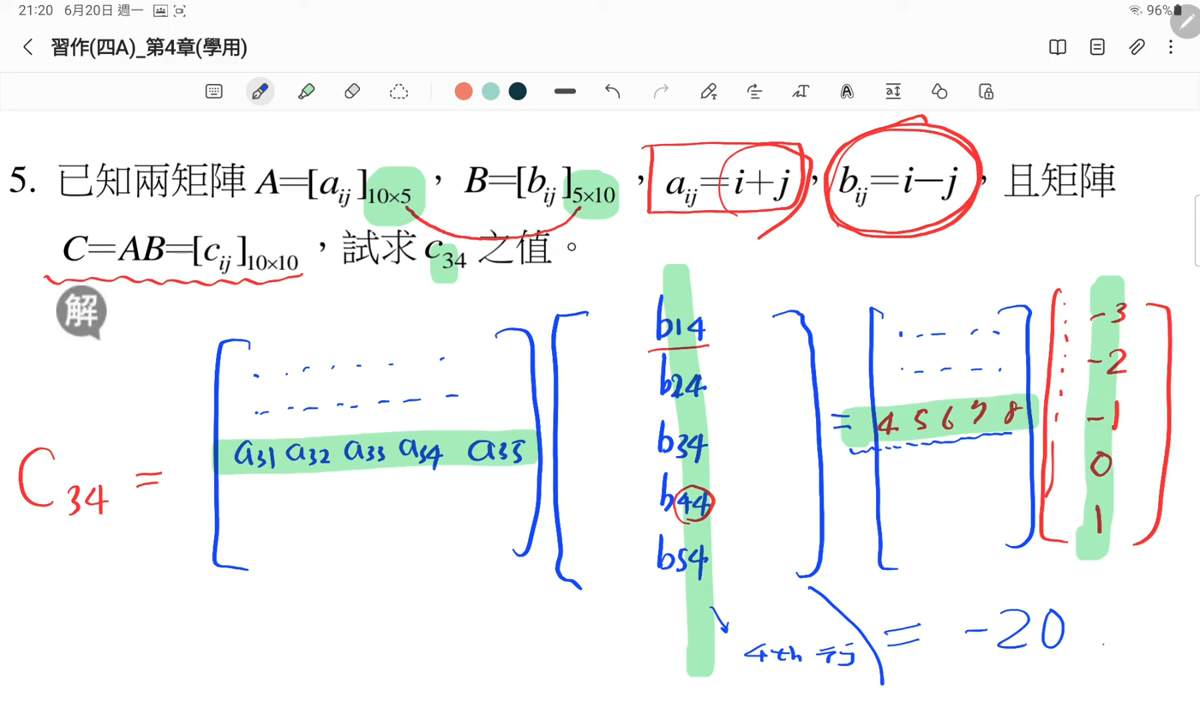 21:20 6月20日 週一 96%
習作(四A)_第4章(學用)
5. 已知兩矩陣 A=[aij]10×5，B=[bij]5×10，aij=i+j，bij=i−j，且矩陣
C=AB=[cij]10×10，試求 c34 之值。
解
C34 =
a31 a32 a33 a34 a35
b14
b24
b34
b44
b54
= 4 5 6 7 8
-3
-2
-1
0
1
4th 行
= -20